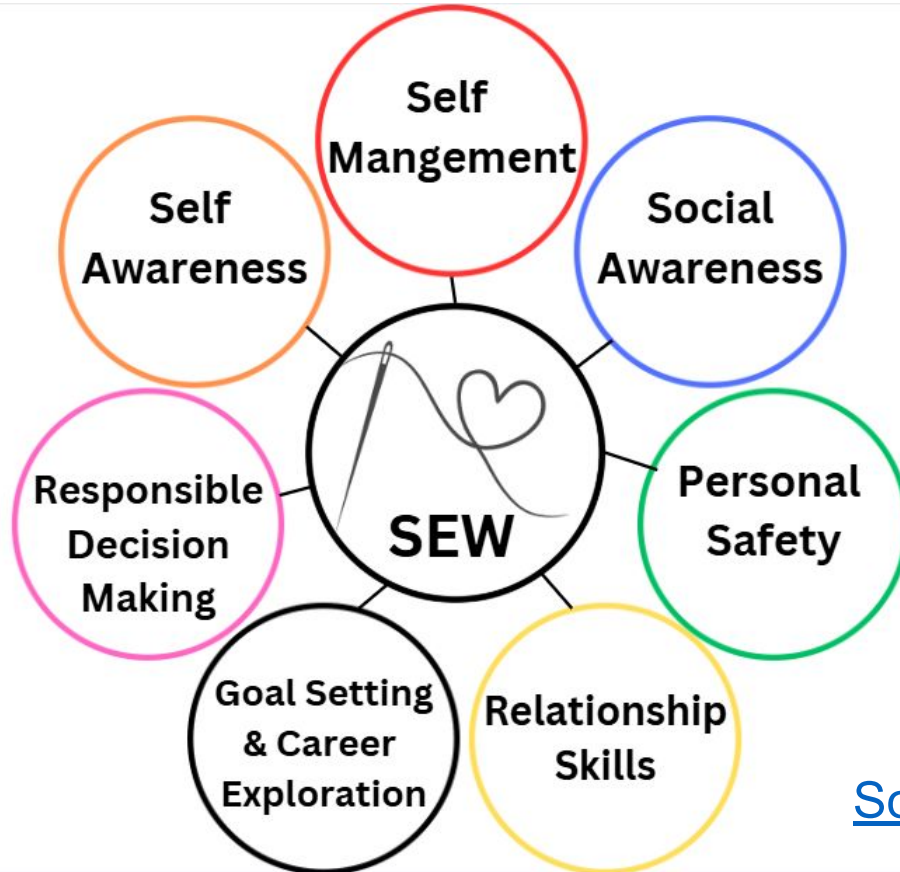 Self
Mangement
Social
Awareness
Personal
Safety
Relationship
Skills
Goal Setting
& Career
Exploration
Responsible
Decision
Making
Self
Awareness
SEW